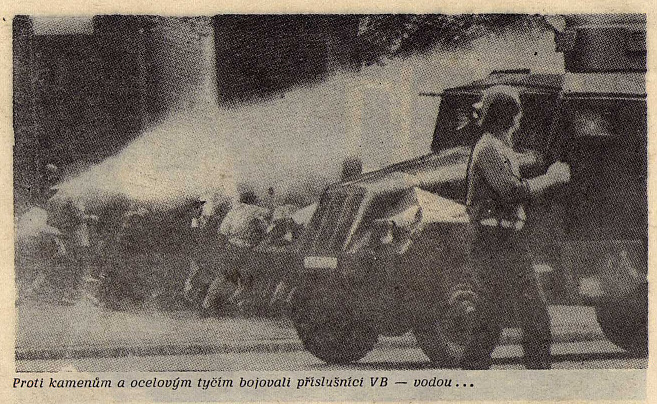 Proti kamenům a ocelovým tyčím bojovali příslušníci VB — vodou...